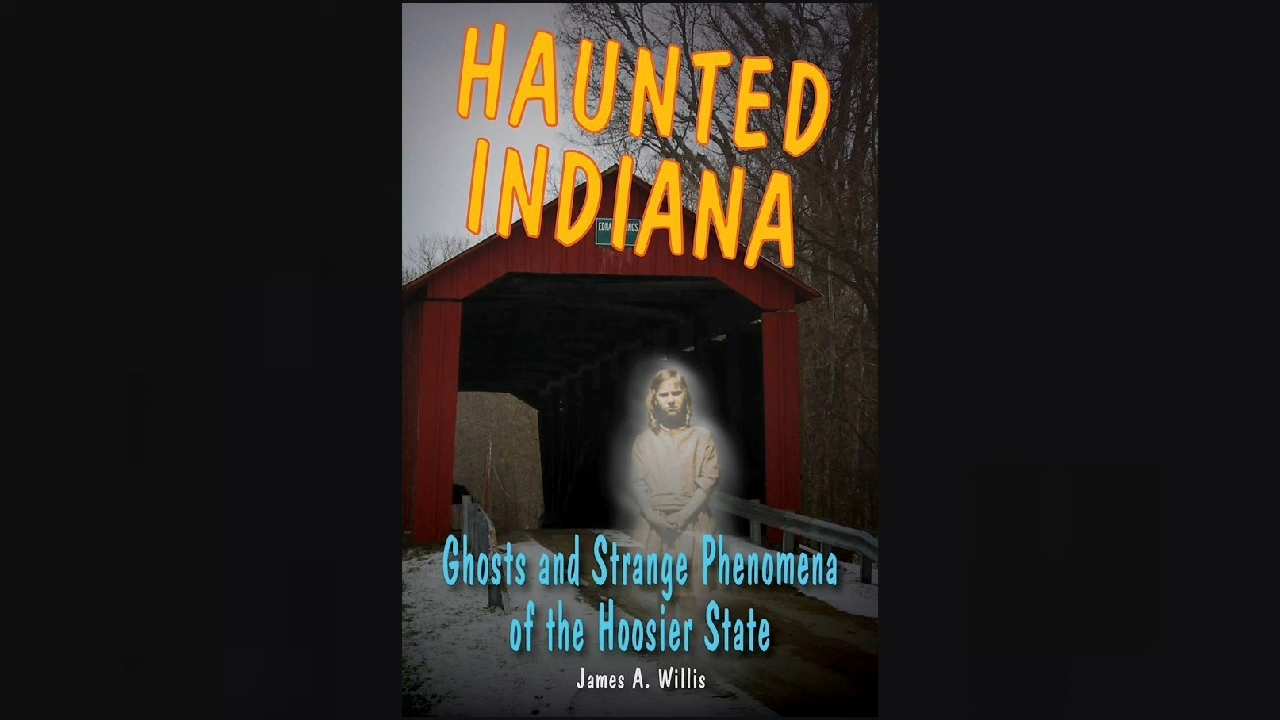 HAUNTED
INDIANA
Ghosts and Strange Phenomena
of the Hoosier State
James A. Willis